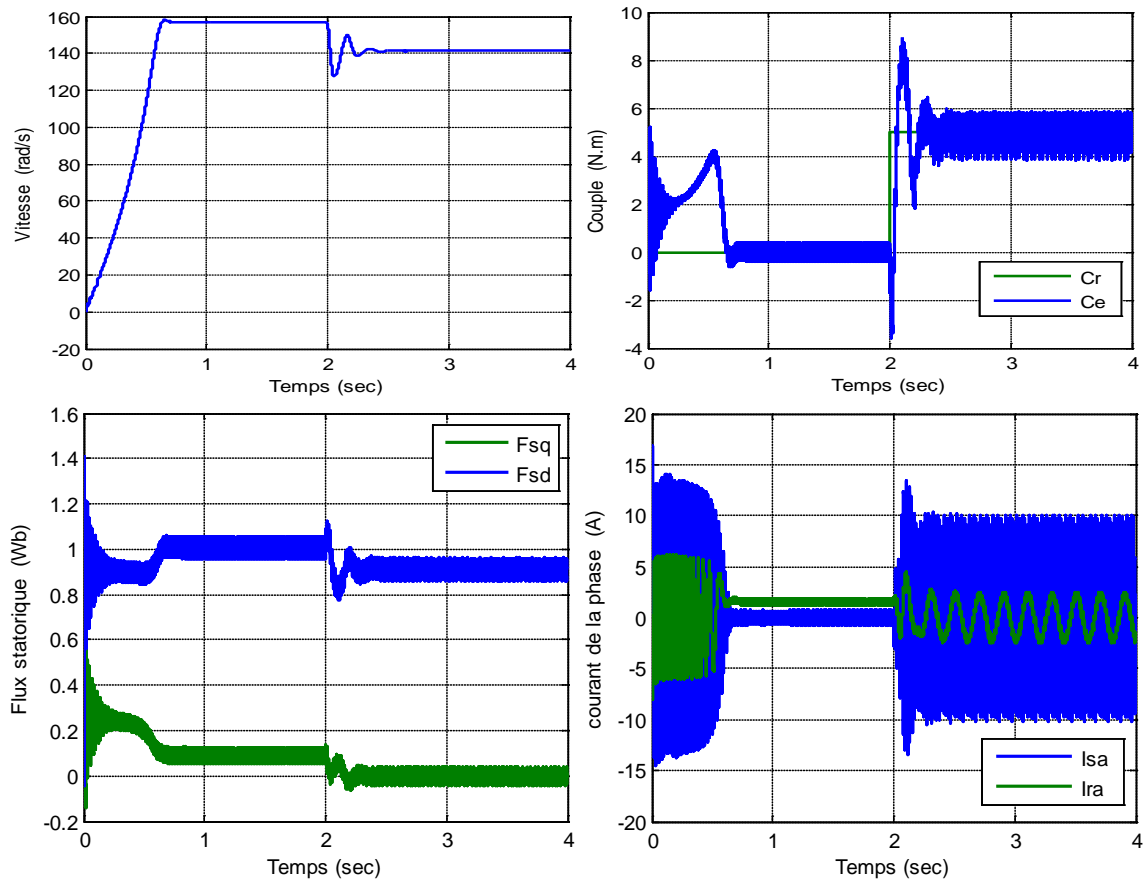 160
140
120
100
80
60
40
20
0
-20
Vitesse (rad/s)
0 1 2 3 4
Temps (sec)
10
8
6
4
2
0
-2
-4
Couple (N.m)
Cr
Ce
0 1 2 3 4
Temps (sec)
1.6
1.4
1.2
1
0.8
0.6
0.4
0.2
0
-0.2
Flux statorique (Wb)
Fsq
Fsd
0 1 2 3 4
Temps (sec)
20
15
10
5
0
-5
-10
-15
-20
courant de la phase (A)
Isa
Ira
0 1 2 3 4
Temps (sec)